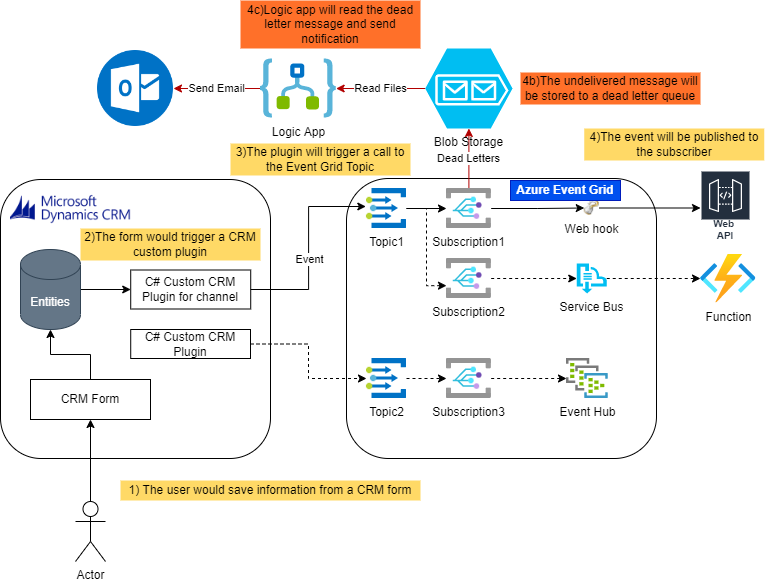 4c)Logic app will read the dead
letter message and send
notification
Send Email
Read Files
4b)The undelivered message will
be stored to a dead letter queue
Logic App
Blob Storage
Dead Letters
3)The plugin will trigger a call to
the Event Grid Topic
4)The event will be published to
the subscriber
Microsoft
Dynamics CRM
Azure Event Grid
2)The form would trigger a CRM
custom plugin
Topic1
Subscription1
Web hook
Web
API
Event
Entities
C# Custom CRM
Plugin for channel
Subscription2
Service Bus
Function
C# Custom CRM
Plugin
CRM Form
Topic2
Subscription3
Event Hub
1) The user would save information from a CRM form
Actor